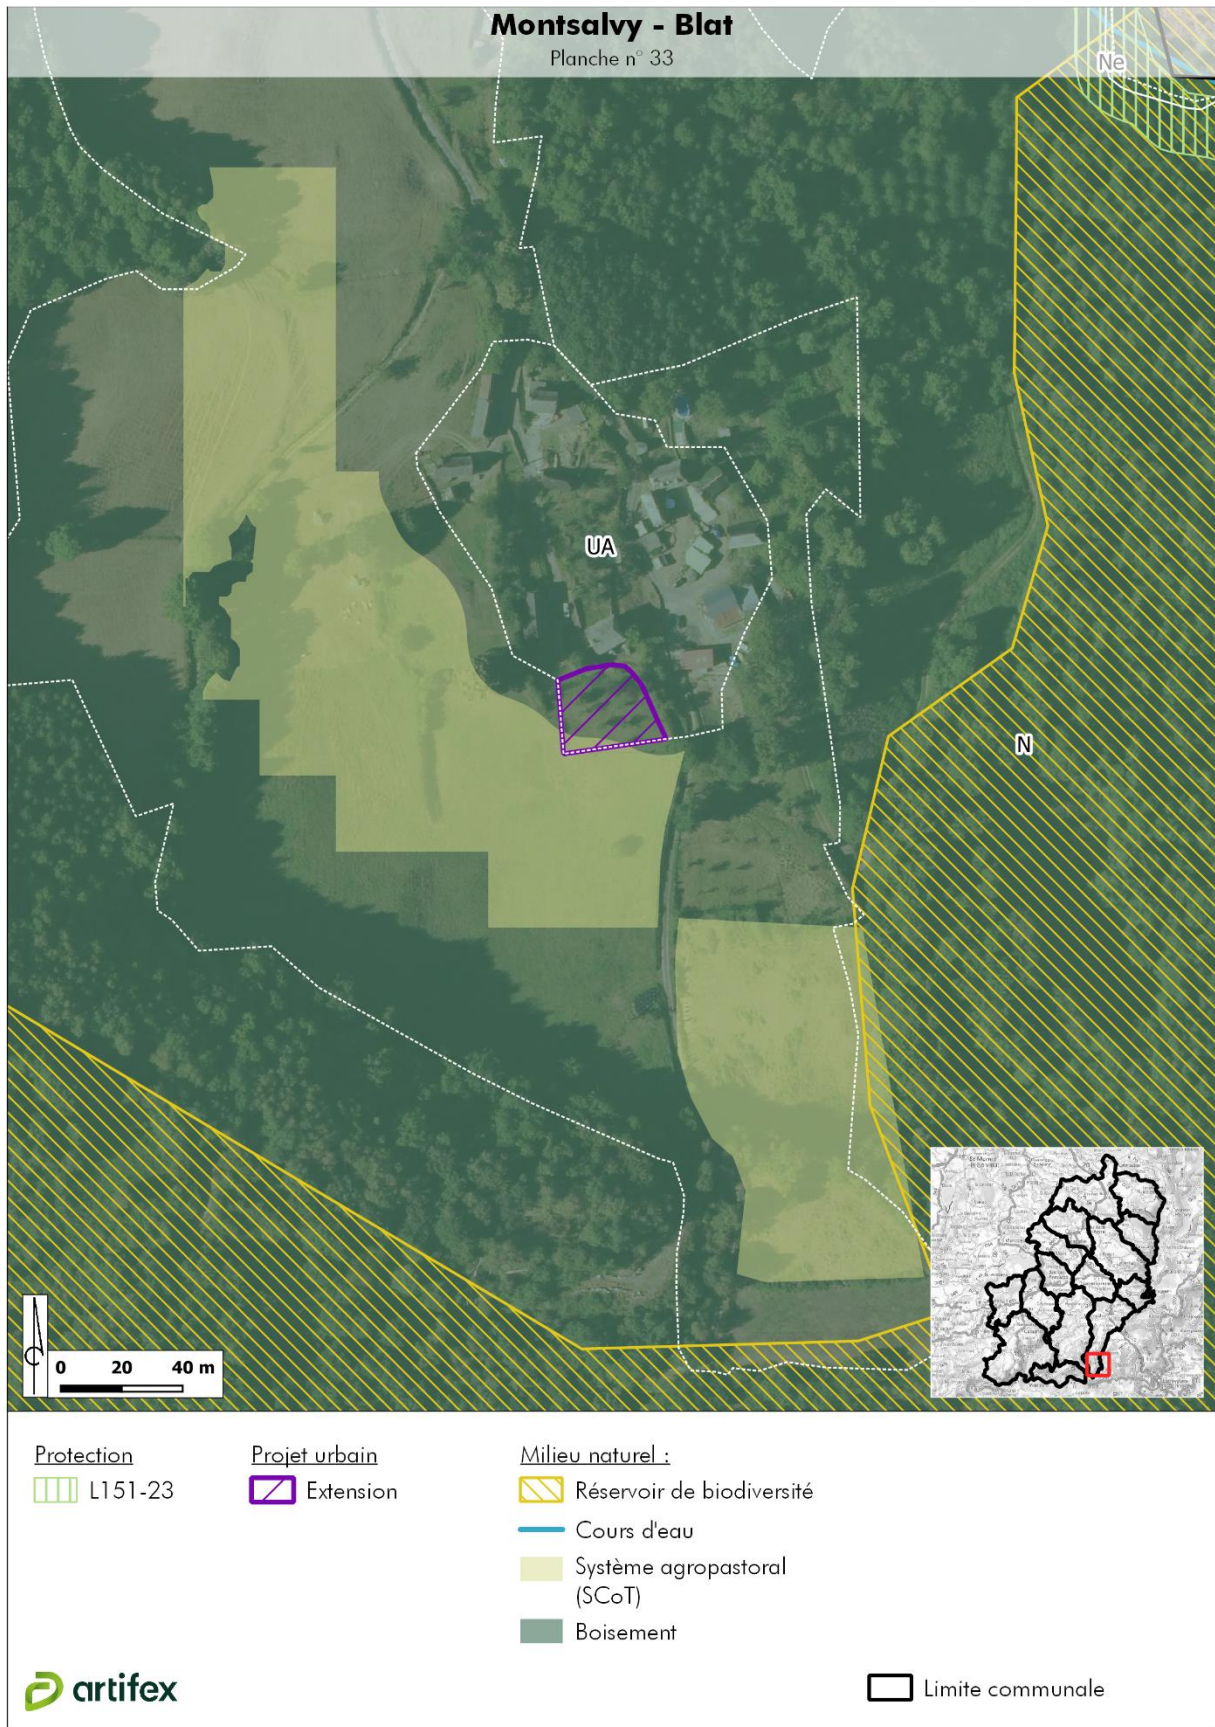 Montsalvy - Blat
Planche n° 33
Ne
UA
N
0 20 40 m
Protection
L151-23
Projet urbain
Extension
Milieu naturel :
Réservoir de biodiversité
Cours d'eau
Système agropastoral
(SCoT)
Boisement
artifex
Limite communale